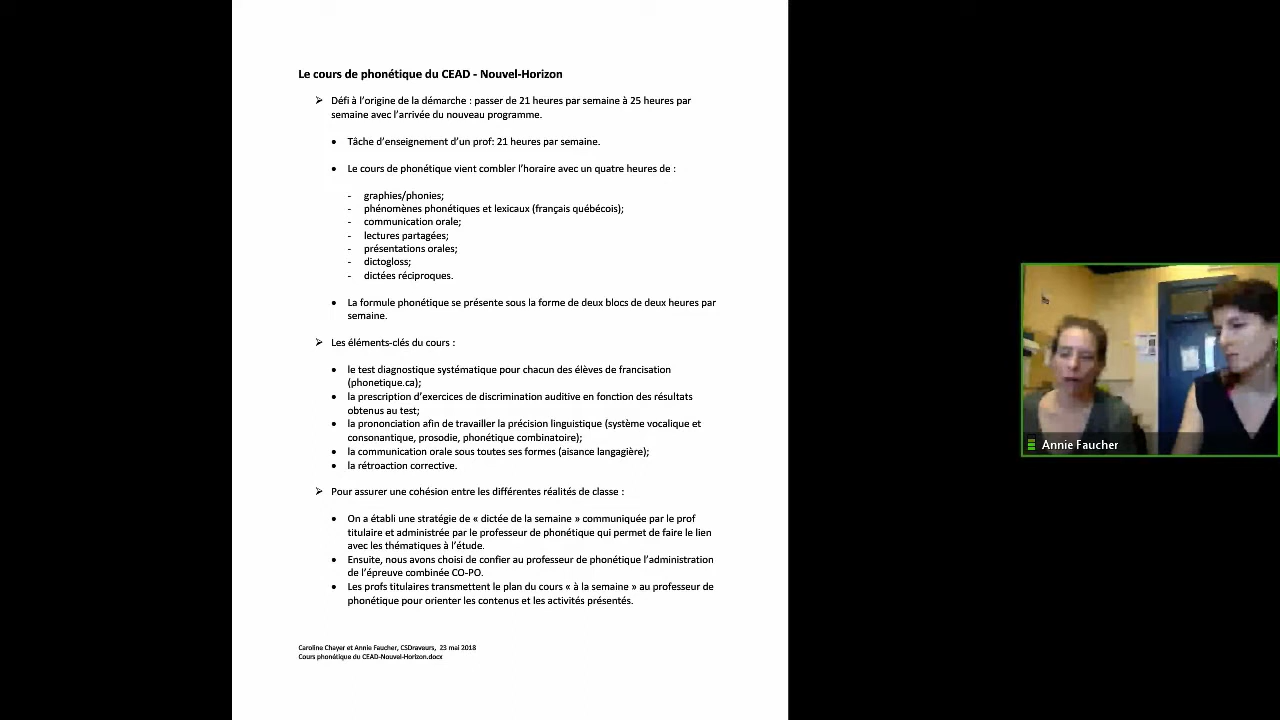 Le cours de phonétique du CEAD - Nouvel-Horizon
➢ Défi à l'origine de la démarche : passer de 21 heures par semaine à 25 heures par
semaine avec l'arrivée du nouveau programme.
• Tâche d'enseignement d'un prof: 21 heures par semaine.
• Le cours de phonétique vient combler l'horaire avec un quatre heures de :
- graphies/phonies;
- phénomènes phonétiques et lexicaux (français québécois);
- communication orale;
- lectures partagées;
- présentations orales;
- dictogloss;
- dictées réciproques.
• La formule phonétique se présente sous la forme de deux blocs de deux heures par
semaine.
➢ Les éléments-clés du cours :
• le test diagnostique systématique pour chacun des élèves de francisation
(phonetique.ca);
• la prescription d'exercices de discrimination auditive en fonction des résultats
obtenus au test;
• la prononciation afin de travailler la précision linguistique (système vocalique et
consonantique, prosodie, phonétique combinatoire);
• la communication orale sous toutes ses formes (aisance langagière);
• la rétroaction corrective.
➢ Pour assurer une cohésion entre les différentes réalités de classe :
• On a établi une stratégie de « dictée de la semaine » communiquée par le prof
titulaire et administrée par le professeur de phonétique qui permet de faire le lien
avec les thématiques à l'étude.
• Ensuite, nous avons choisi de confier au professeur de phonétique l'administration
de l'épreuve combinée CO-PO.
• Les profs titulaires transmettent le plan du cours « à la semaine » au professeur de
phonétique pour orienter les contenus et les activités présentés.
Caroline Chayer et Annie Faucher, CSDraveurs, 23 mai 2018
Cours phonétique du CEAD-Nouvel-Horizon.docx
Annie Faucher